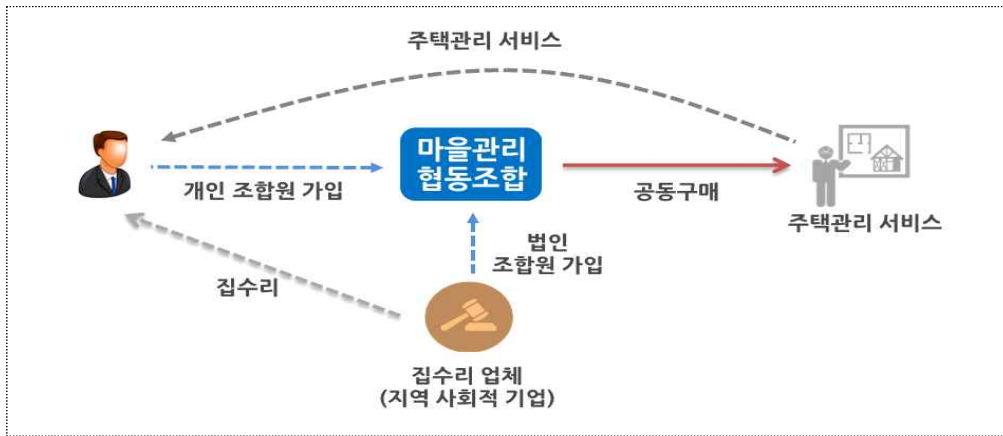 주택관리 서비스
마을관리
협동조합
개인 조합원 가입
공동구매
주택관리 서비스
법인
조합원 가입
집수리
집수리 업체
(지역 사회적 기업)